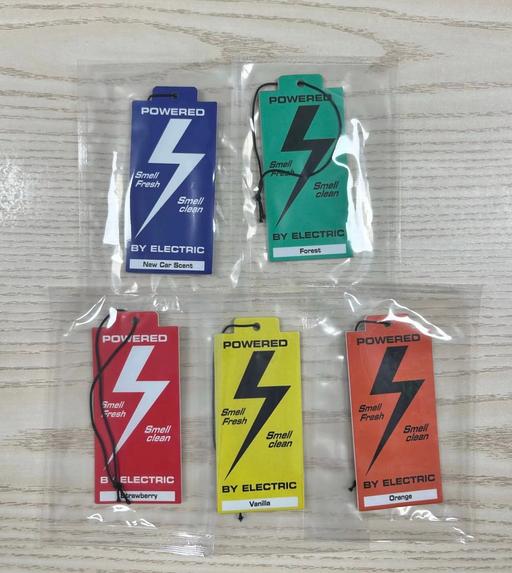 POWERED
Smell
Fresh
Smell
clean
BY ELECTRIC
New Car Scent
POWERED
Smell
Fresh
Smell
clean
BY ELECTRIC
Forest
POWERED
Smell
Fresh
Smell
clean
BY ELECTRIC
Strawberry
POWERED
Smell
Fresh
Smell
clean
BY ELECTRIC
Vanilla
POWERED
Smell
Fresh
Smell
clean
BY ELECTRIC
Orange